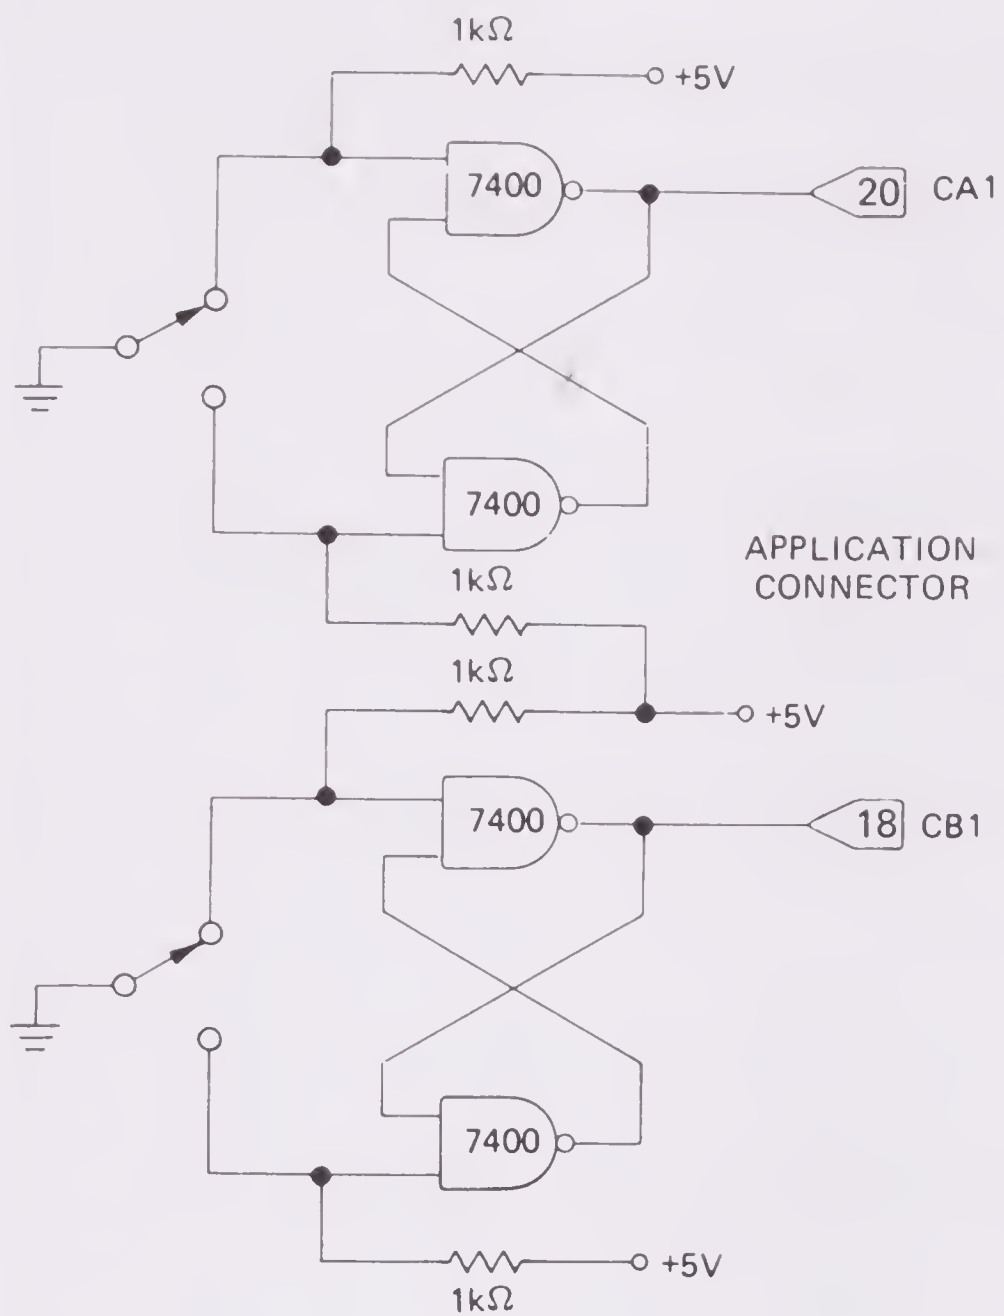 1kΩ
+5V
7400
20 CA1
7400
APPLICATION
CONNECTOR
1kΩ
1kΩ
+5V
7400
18 CB1
7400
+5V
1kΩ